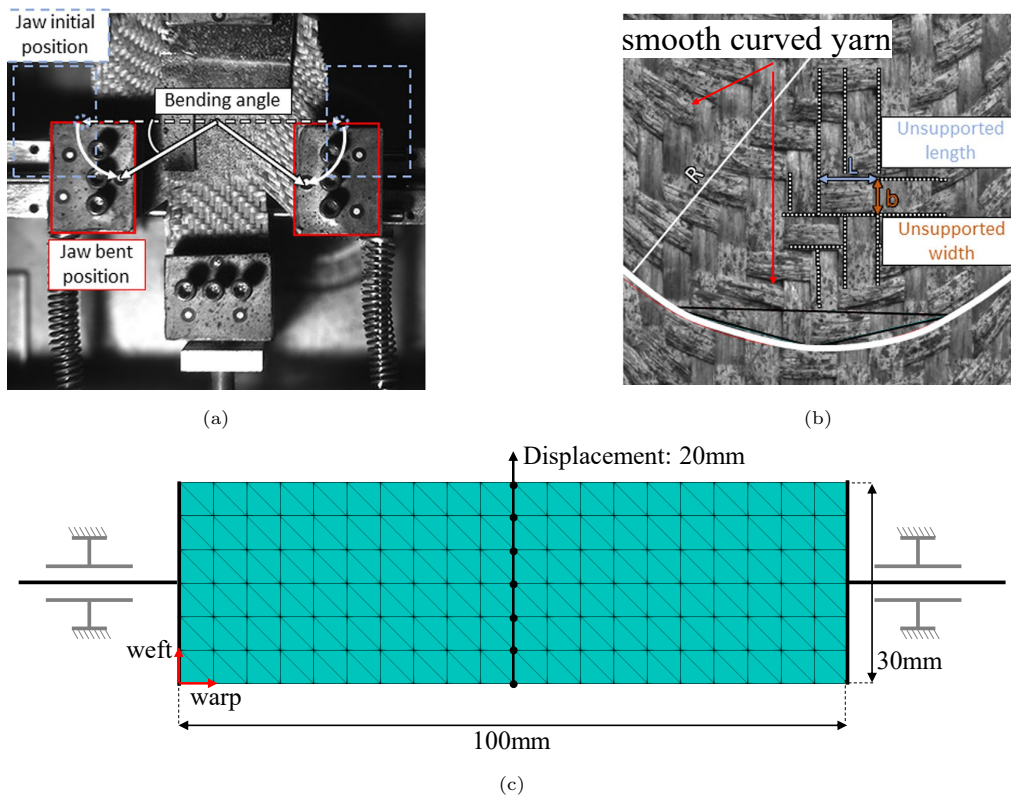 Jaw initial
position
Bending angle
Jaw bent
position
(a)
smooth curved yarn
Unsupported
length
R
L
b
Unsupported
width
(b)
Displacement: 20mm
weft
warp
30mm
100mm
(c)